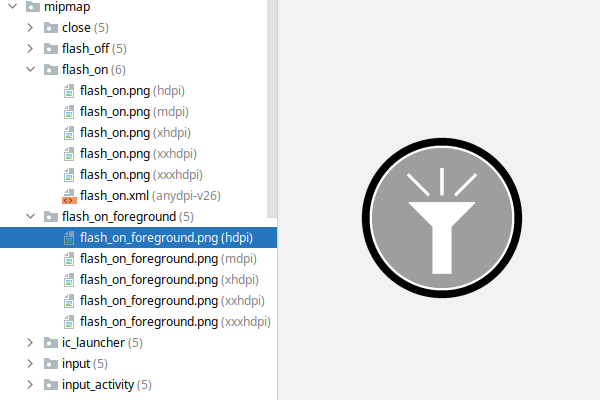 mipmap
close (5)
flash_off (5)
flash_on (6)
flash_on.png (hdpi)
flash_on.png (mdpi)
flash_on.png (xhdpi)
flash_on.png (xxhdpi)
flash_on.png (xxxhdpi)
flash_on.xml (anydpi-v26)
flash_on_foreground (5)
flash_on_foreground.png (hdpi)
flash_on_foreground.png (mdpi)
flash_on_foreground.png (xhdpi)
flash_on_foreground.png (xxhdpi)
flash_on_foreground.png (xxxhdpi)
ic_launcher (5)
input (5)
input_activity (5)